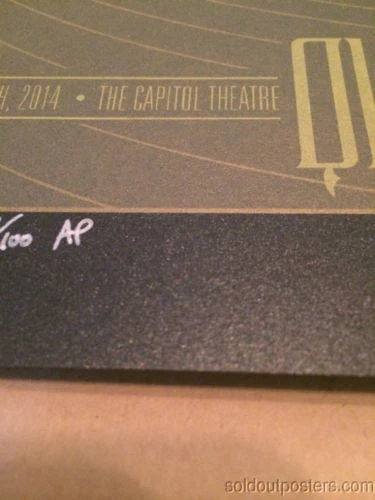 H, 2014 • THE CAPITOL THEATRE
/100 AP
soldoutposters.com